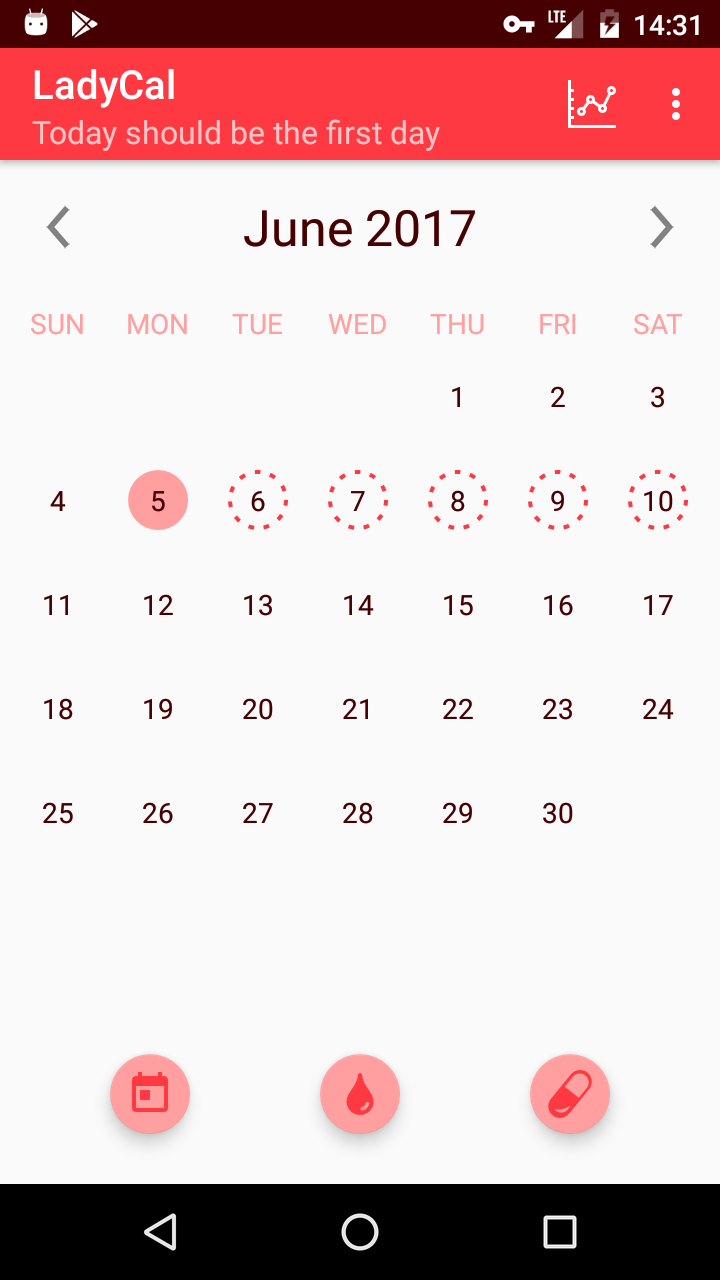 LTE 14:31
LadyCal
Today should be the first day
June 2017
SUN MON TUE WED THU FRI SAT
1 2 3
4 5 6 7 8 9 10
11 12 13 14 15 16 17
18 19 20 21 22 23 24
25 26 27 28 29 30